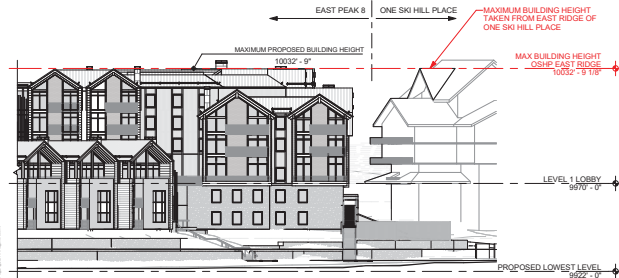 EAST PEAK 8 ONE SKI HILL PLACE
MAXIMUM BUILDING HEIGHT
TAKEN FROM EAST RIDGE OF
ONE SKI HILL PLACE
MAXIMUM PROPOSED BUILDING HEIGHT
10032' - 9"
MAX BUILDING HEIGHT
OSHP EAST RIDGE
10032' - 9 1/8"
LEVEL 1 LOBBY
9970' - 0"
PROPOSED LOWEST LEVEL
9922' - 0"